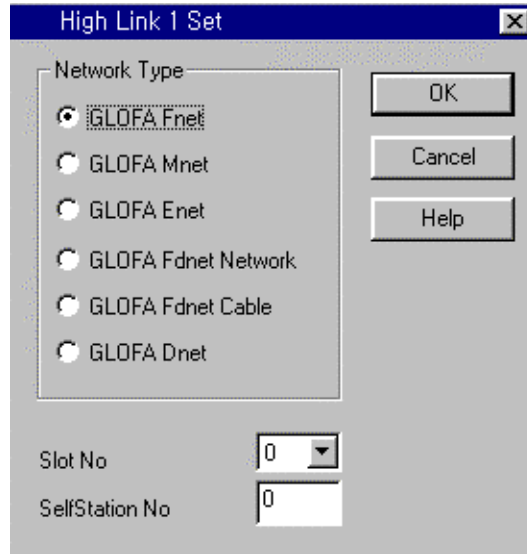 High Link 1 Set
Network Type
GLOFA Fnet
GLOFA Mnet
GLOFA Enet
GLOFA Fdnet Network
GLOFA Fdnet Cable
GLOFA Dnet
OK
Cancel
Help
Slot No 0
SelfStation No 0